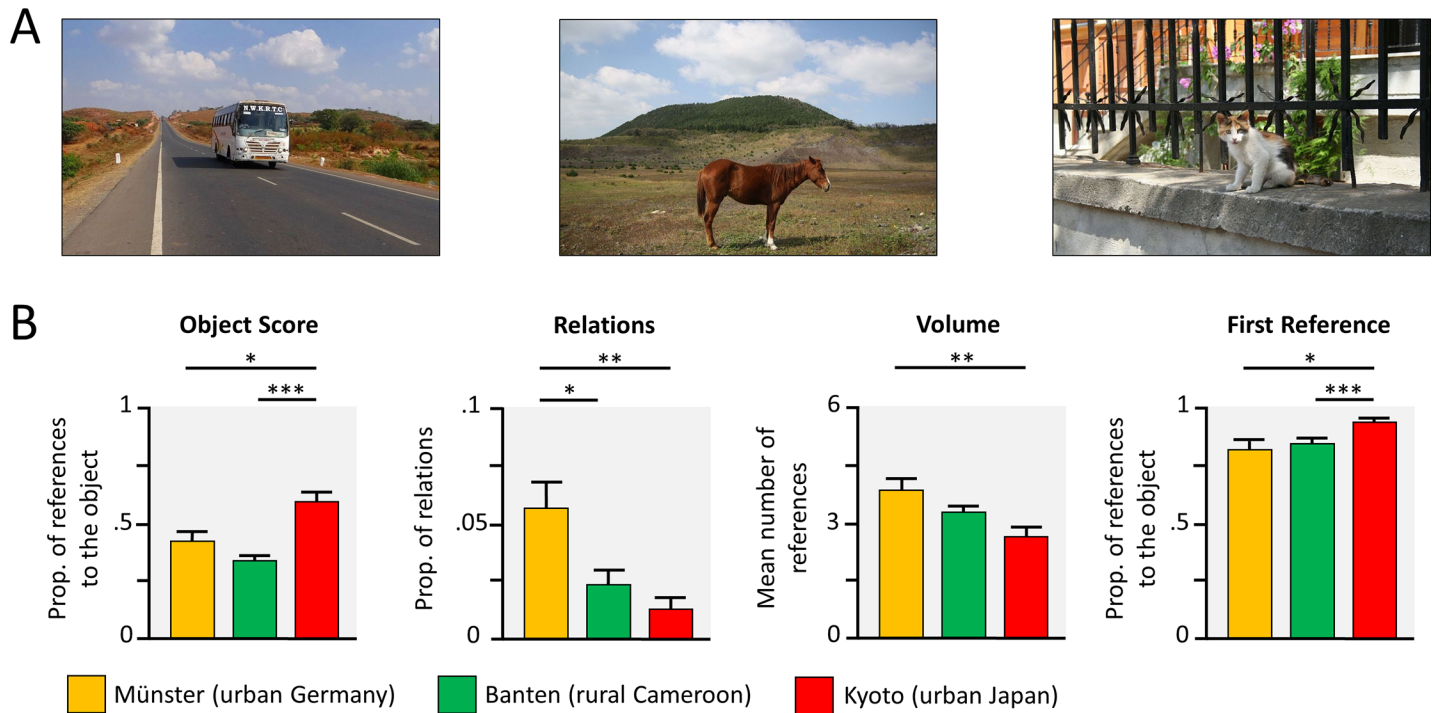 A
N.W.K.R.T.C
B
Object Score
*
***
1
.5
0
Prop. of references
to the object
Relations
**
*
.1
.05
0
Prop. of relations
Volume
**
6
3
0
Mean number of
references
First Reference
*
***
1
.5
0
Prop. of references
to the object
Münster (urban Germany)
Banten (rural Cameroon)
Kyoto (urban Japan)